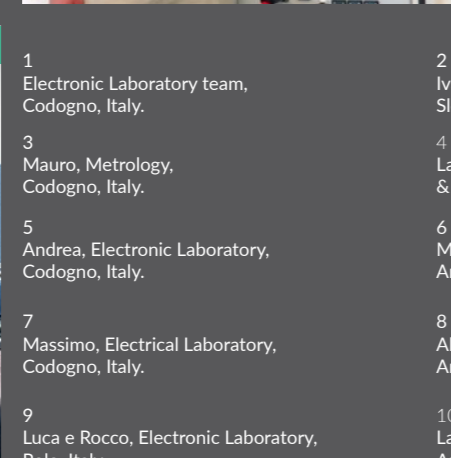 1
Electronic Laboratory team,
Codogno, Italy.
3
Mauro, Metrology,
Codogno, Italy.
5
Andrea, Electronic Laboratory,
Codogno, Italy.
7
Massimo, Electrical Laboratory,
Codogno, Italy.
9
Luca e Rocco, Electronic Laboratory,
2
4
&
6
8